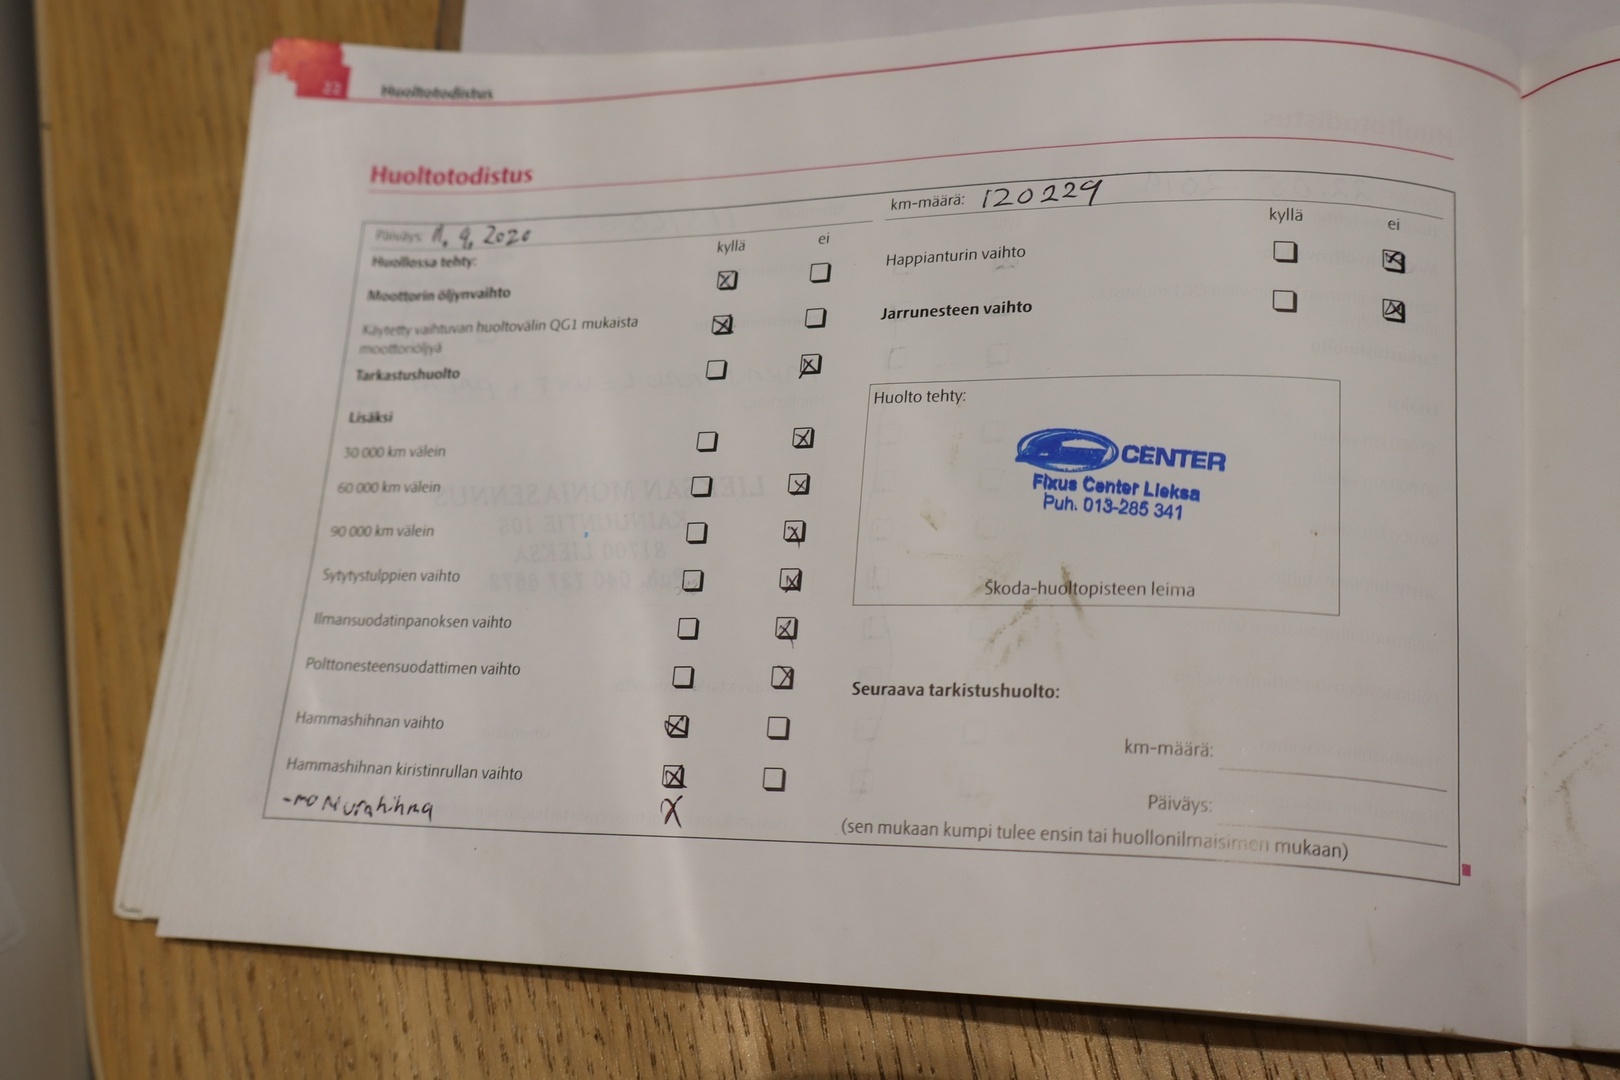 22 Huoltotodistus
Huoltotodistus
Päiväys: 11.9.2020
km-määrä: 120229
Huollossa tehty: kyllä ei
kyllä ei
Moottorin öljynvaihto
Käytetty vaihtuvan huoltovälin QG1 mukaista
moottoriöljyä
Tarkastushuolto
Lisäksi
30 000 km välein
60 000 km välein
90 000 km välein
Sytytystulppien vaihto
Ilmansuodatinpanoksen vaihto
Polttonesteensuodattimen vaihto
Hammashihnan vaihto
Hammashihnan kiristinrullan vaihto
-moniurahihna X
Happianturin vaihto
Jarrunesteen vaihto
Huolto tehty:
CENTER
Fixus Center Lieksa
Puh. 013-285 341
Škoda-huoltopisteen leima
Seuraava tarkistushuolto:
km-määrä:
Päiväys:
(sen mukaan kumpi tulee ensin tai huollonilmaisimen mukaan)